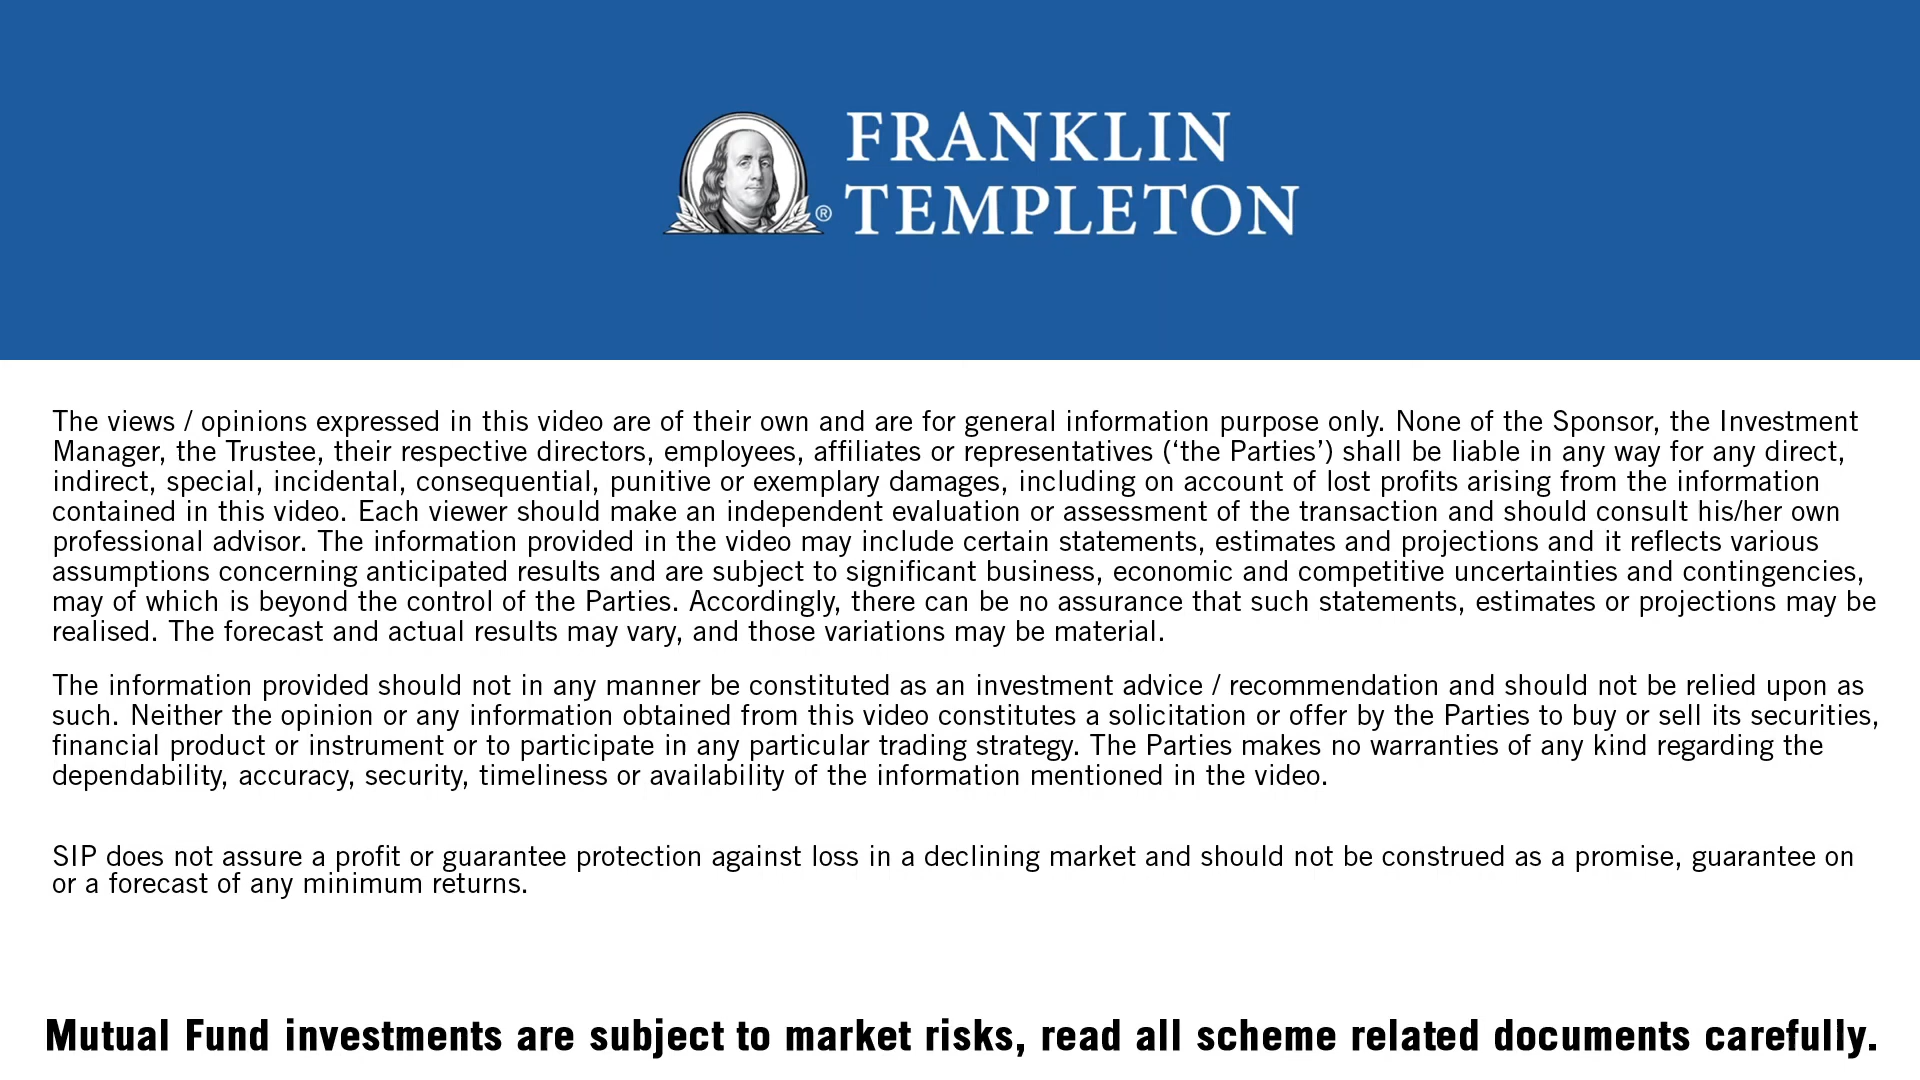 FRANKLIN
TEMPLETON
®
The views / opinions expressed in this video are of their own and are for general information purpose only. None of the Sponsor, the Investment
Manager, the Trustee, their respective directors, employees, affiliates or representatives (‘the Parties’) shall be liable in any way for any direct,
indirect, special, incidental, consequential, punitive or exemplary damages, including on account of lost profits arising from the information
contained in this video. Each viewer should make an independent evaluation or assessment of the transaction and should consult his/her own
professional advisor. The information provided in the video may include certain statements, estimates and projections and it reflects various
assumptions concerning anticipated results and are subject to significant business, economic and competitive uncertainties and contingencies,
may of which is beyond the control of the Parties. Accordingly, there can be no assurance that such statements, estimates or projections may be
realised. The forecast and actual results may vary, and those variations may be material.
The information provided should not in any manner be constituted as an investment advice / recommendation and should not be relied upon as
such. Neither the opinion or any information obtained from this video constitutes a solicitation or offer by the Parties to buy or sell its securities,
financial product or instrument or to participate in any particular trading strategy. The Parties makes no warranties of any kind regarding the
dependability, accuracy, security, timeliness or availability of the information mentioned in the video.
SIP does not assure a profit or guarantee protection against loss in a declining market and should not be construed as a promise, guarantee on
or a forecast of any minimum returns.
Mutual Fund investments are subject to market risks, read all scheme related documents carefully.